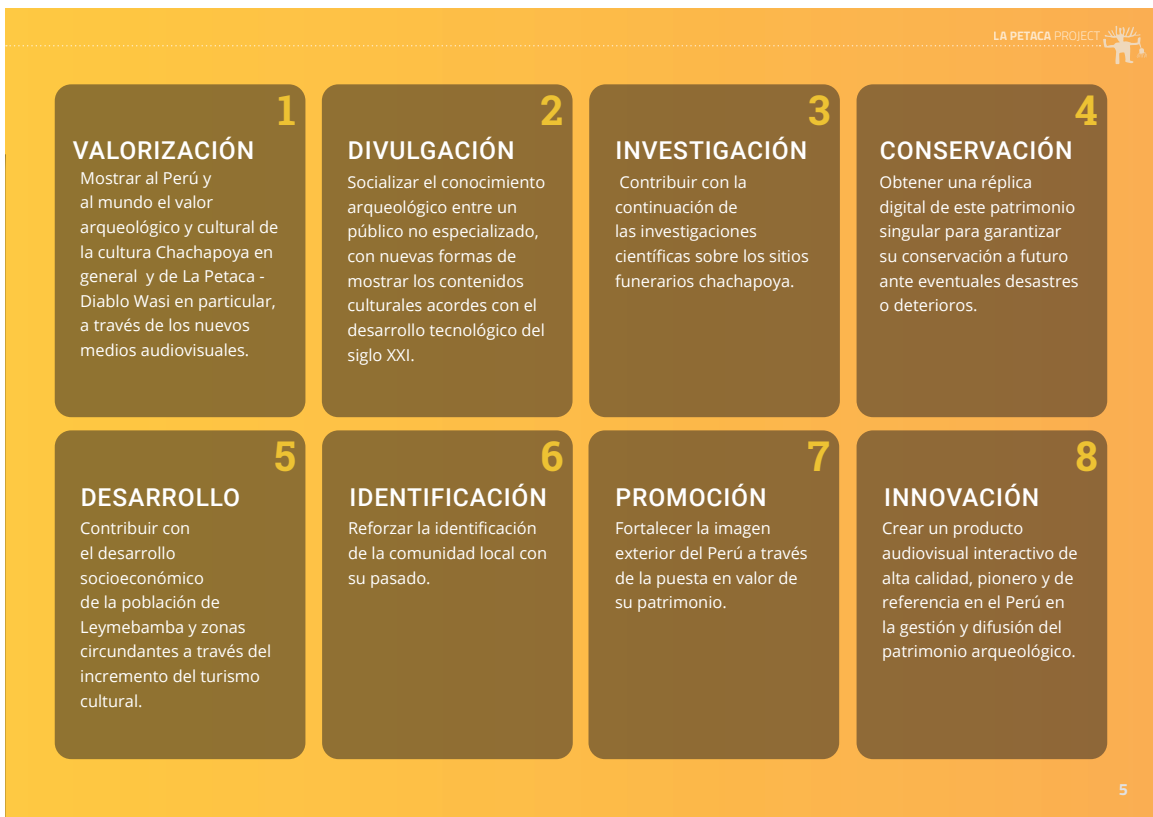 LA PETACA PROJECT
1
VALORIZACIÓN
Mostrar al Perú y
al mundo el valor
arqueológico y cultural de
la cultura Chachapoya en
general y de La Petaca -
Diablo Wasi en particular,
a través de los nuevos
medios audiovisuales.
2
DIVULGACIÓN
Socializar el conocimiento
arqueológico entre un
público no especializado,
con nuevas formas de
mostrar los contenidos
culturales acordes con el
desarrollo tecnológico del
siglo XXI.
3
INVESTIGACIÓN
Contribuir con la
continuación de
las investigaciones
científicas sobre los sitios
funerarios chachapoya.
4
CONSERVACIÓN
Obtener una réplica
digital de este patrimonio
singular para garantizar
su conservación a futuro
ante eventuales desastres
o deterioros.
5
DESARROLLO
Contribuir con
el desarrollo
socioeconómico
de la población de
Leymebamba y zonas
circundantes a través del
incremento del turismo
cultural.
6
IDENTIFICACIÓN
Reforzar la identificación
de la comunidad local con
su pasado.
7
PROMOCIÓN
Fortalecer la imagen
exterior del Perú a través
de la puesta en valor de
su patrimonio.
8
INNOVACIÓN
Crear un producto
audiovisual interactivo de
alta calidad, pionero y de
referencia en el Perú en
la gestión y difusión del
patrimonio arqueológico.
5